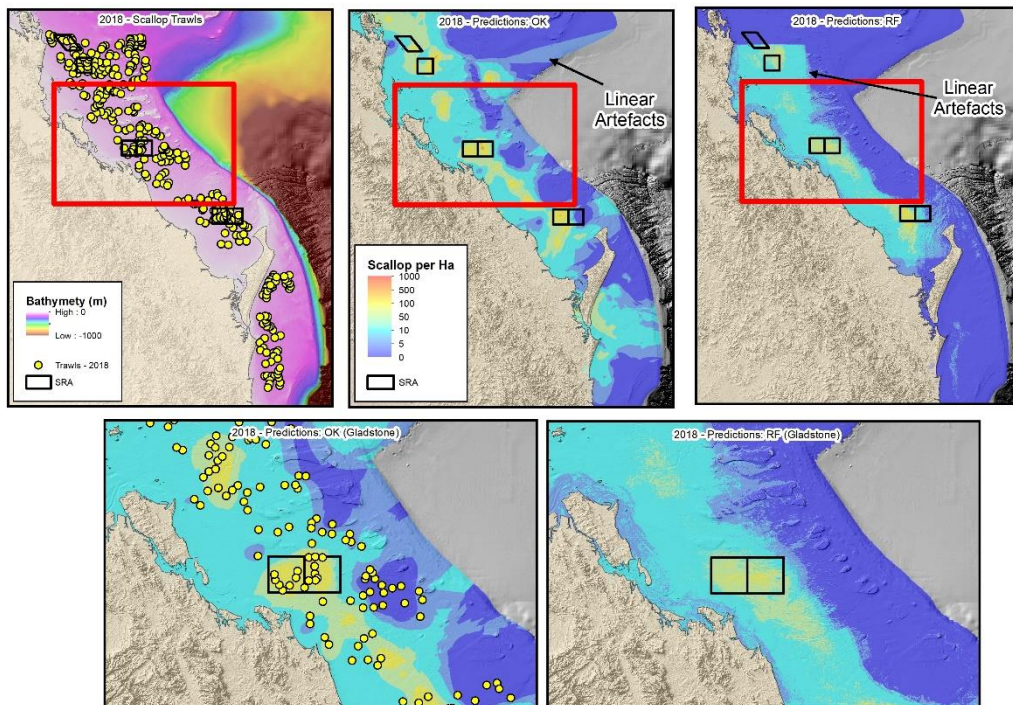 2018 - Scallop Trawls
Bathymety (m)
High : 0
Low : -1000
Trawls - 2018
SRA
2018 - Predictions: OK
Linear
Artefacts
Scallop per Ha
1000
500
100
50
10
5
0
SRA
2018 - Predictions: RF
Linear
Artefacts
2018 - Predictions: OK (Gladstone)
2018 - Predictions: RF (Gladstone)